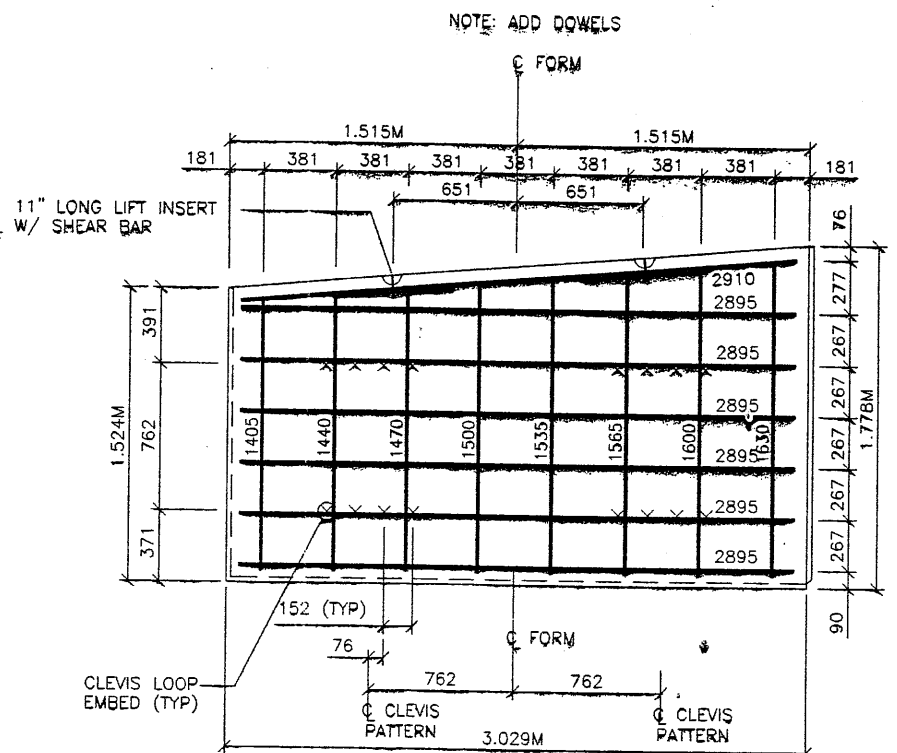 NOTE: ADD DOWELS
℄ FORM
1.515M 1.515M
181 381 381 381 381 381 381 381 181
651 651
11" LONG LIFT INSERT
W/ SHEAR BAR
76
277
267
267
267
267
267
90
1.778M
391
762
371
1.524M
2910
2895
2895
2895
2895
2895
2895
1405 1440 1470 1500 1535 1565 1600 1630
152 (TYP)
76
℄ FORM
762 762
CLEVIS LOOP
EMBED (TYP)
℄ CLEVIS
PATTERN
℄ CLEVIS
PATTERN
3.029M